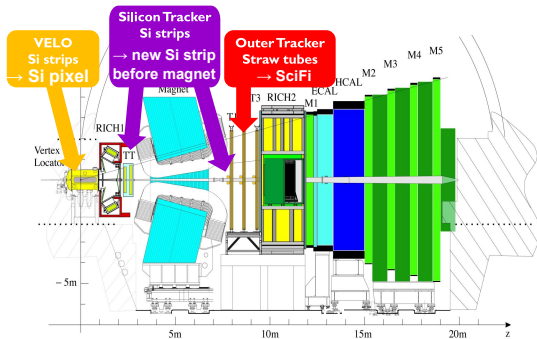 VELO
Si strips
→ Si pixel
Silicon Tracker
Si strips
→ new Si strip
before magnet
Outer Tracker
Straw tubes
→ SciFi
Magnet
RICH1
TT
Vertex
Locator
T3
RICH2
M1
ECAL
HCAL
M2
M3
M4
M5
5m
5m
10m
15m
20m
z